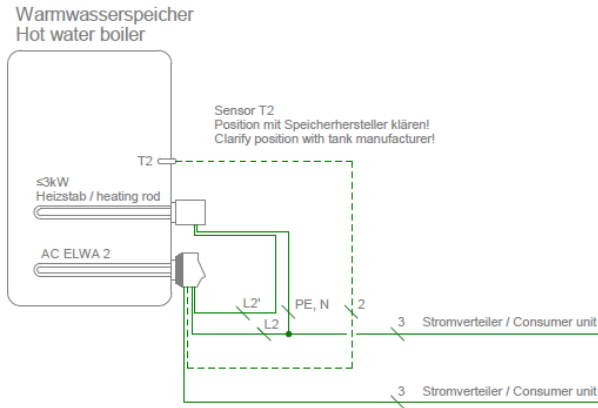 Warmwasserspeicher
Hot water boiler
Sensor T2
Position mit Speicherhersteller klären!
Clarify position with tank manufacturer!
T2
≤3kW
Heizstab / heating rod
AC ELWA 2
L2'
PE, N
2
L2
3
Stromverteiler / Consumer unit
3
Stromverteiler / Consumer unit